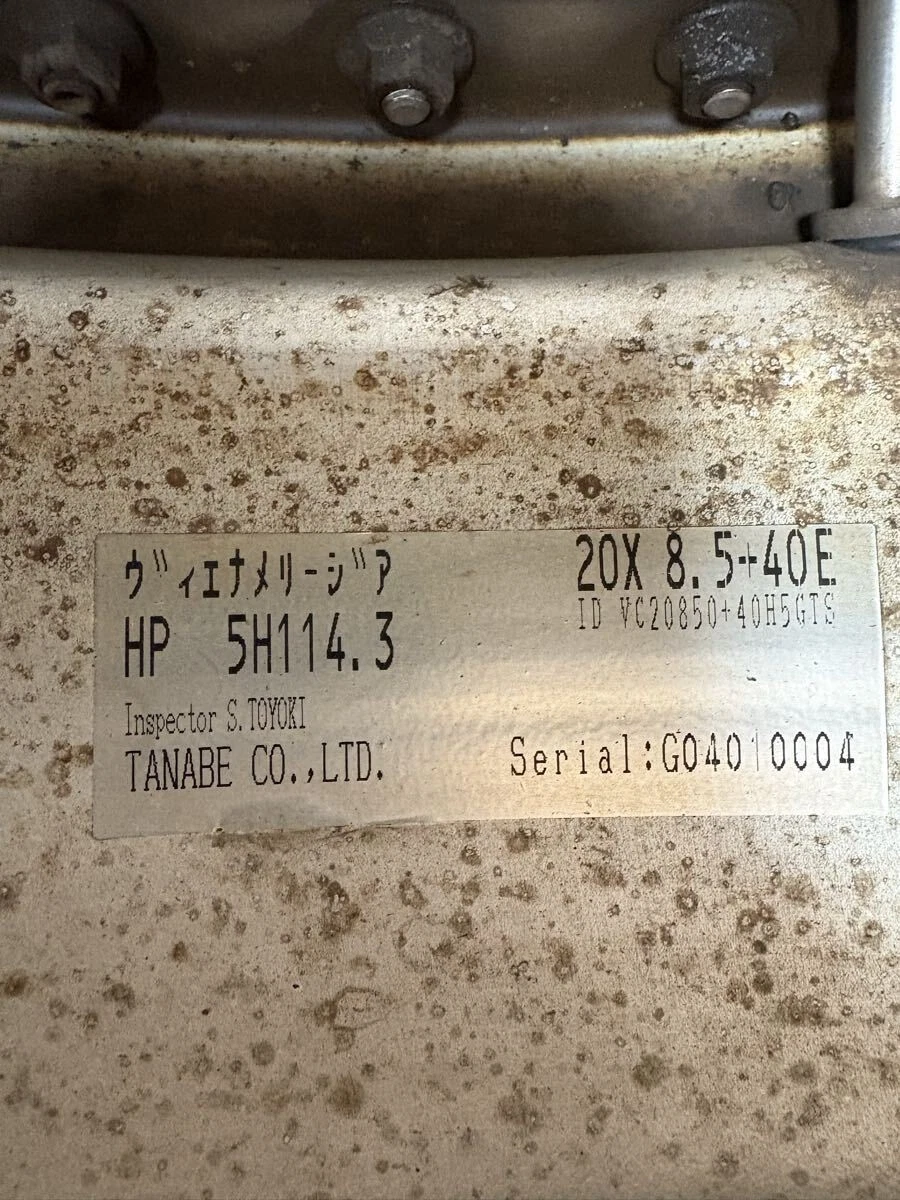 ヴィエナメリージア
20X 8.5+40E
ID VC20850+40H5GTS
HP 5H114.3
Inspector S.TOYOKI
TANABE CO.,LTD.
Serial:G04010004